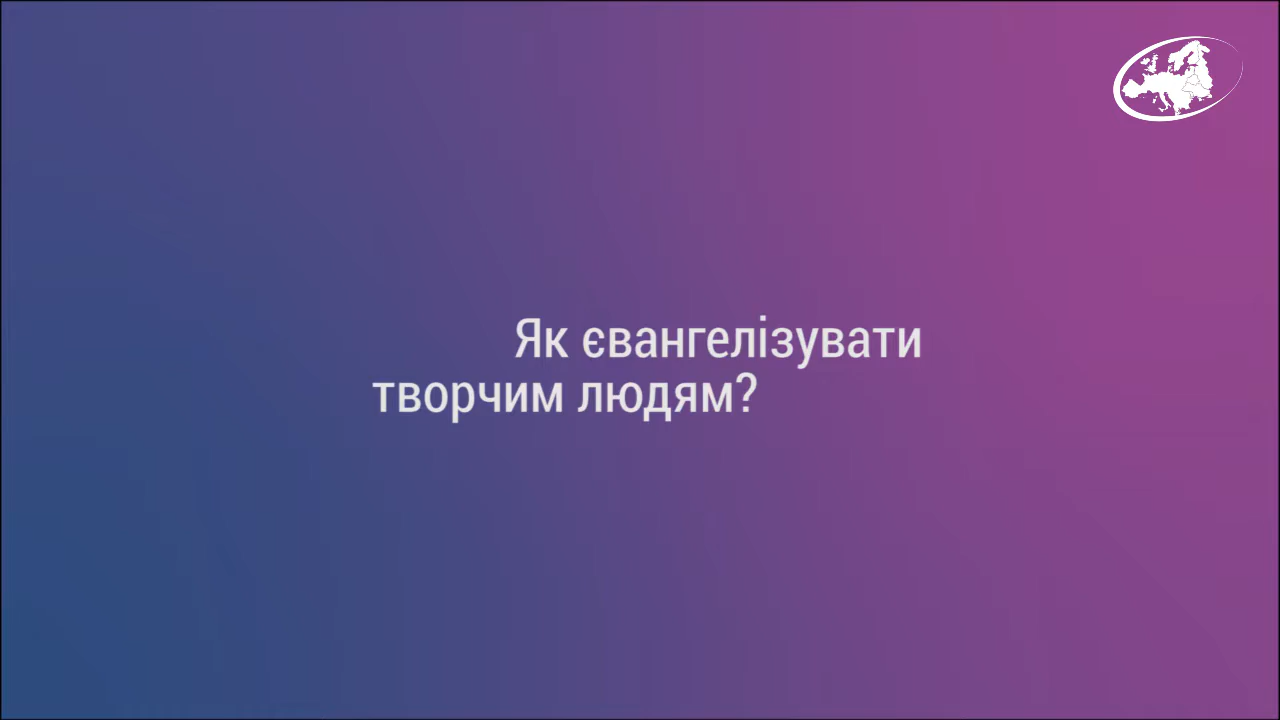 Як євангелізувати
творчим людям?